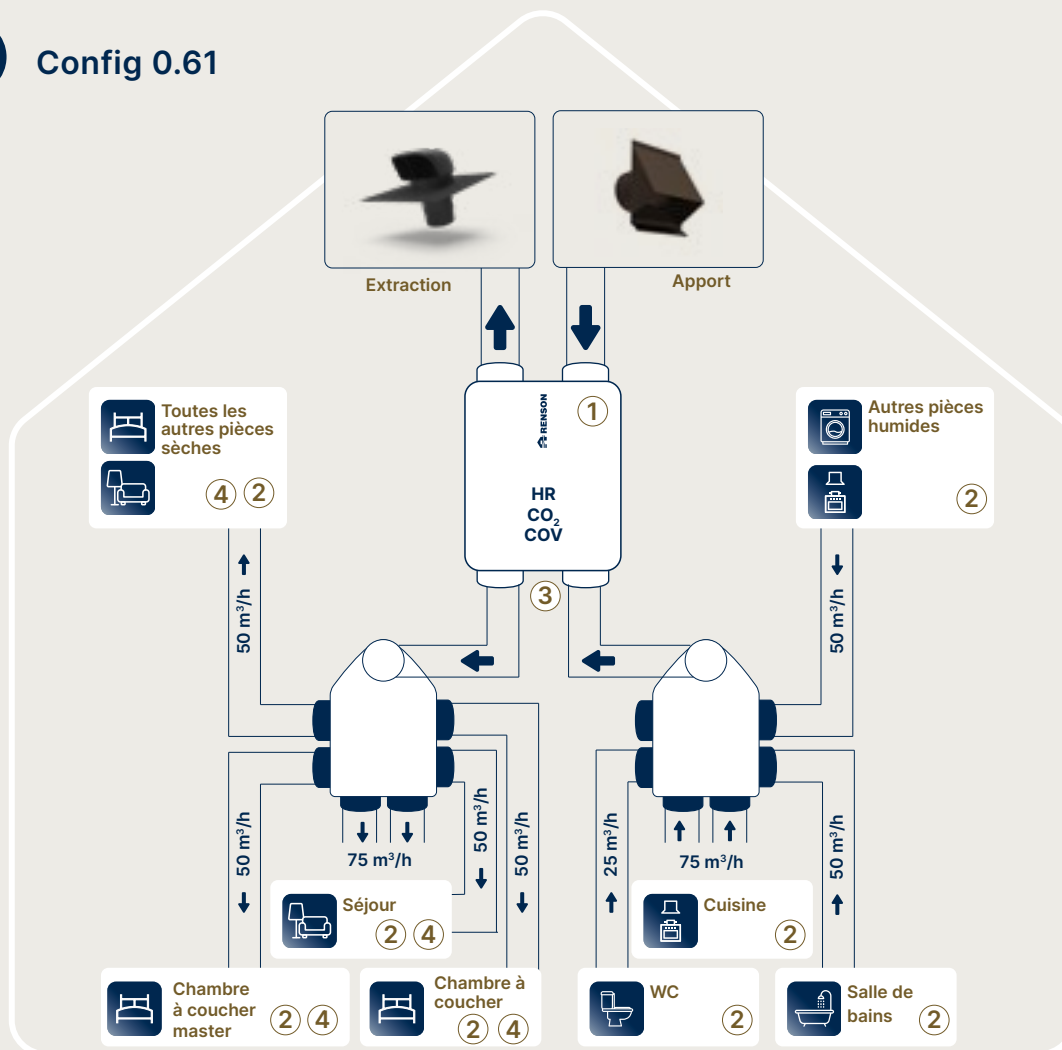 Config 0.61
Extraction
Apport
RENSON
1
HR
CO₂
COV
3
Toutes les
autres pièces
sèches
4 2
Autres pièces
humides
2
50 m³/h
50 m³/h
50 m³/h
75 m³/h
50 m³/h
50 m³/h
25 m³/h
75 m³/h
50 m³/h
Séjour
2 4
Cuisine
2
Chambre
à coucher
master
2 4
Chambre à
coucher
2 4
WC
2
Salle de
bains
2